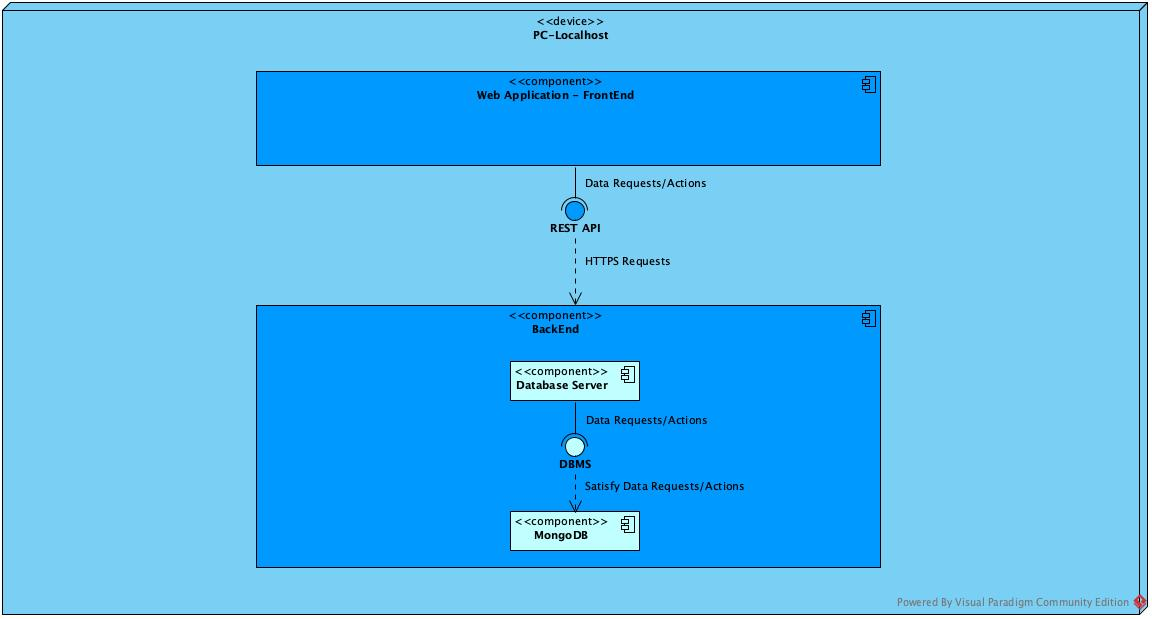 <<device>>
PC-Localhost
<<component>>
Web Application - FrontEnd
Data Requests/Actions
REST API
HTTPS Requests
<<component>>
BackEnd
<<component>>
Database Server
Data Requests/Actions
DBMS
Satisfy Data Requests/Actions
<<component>>
MongoDB
Powered By Visual Paradigm Community Edition